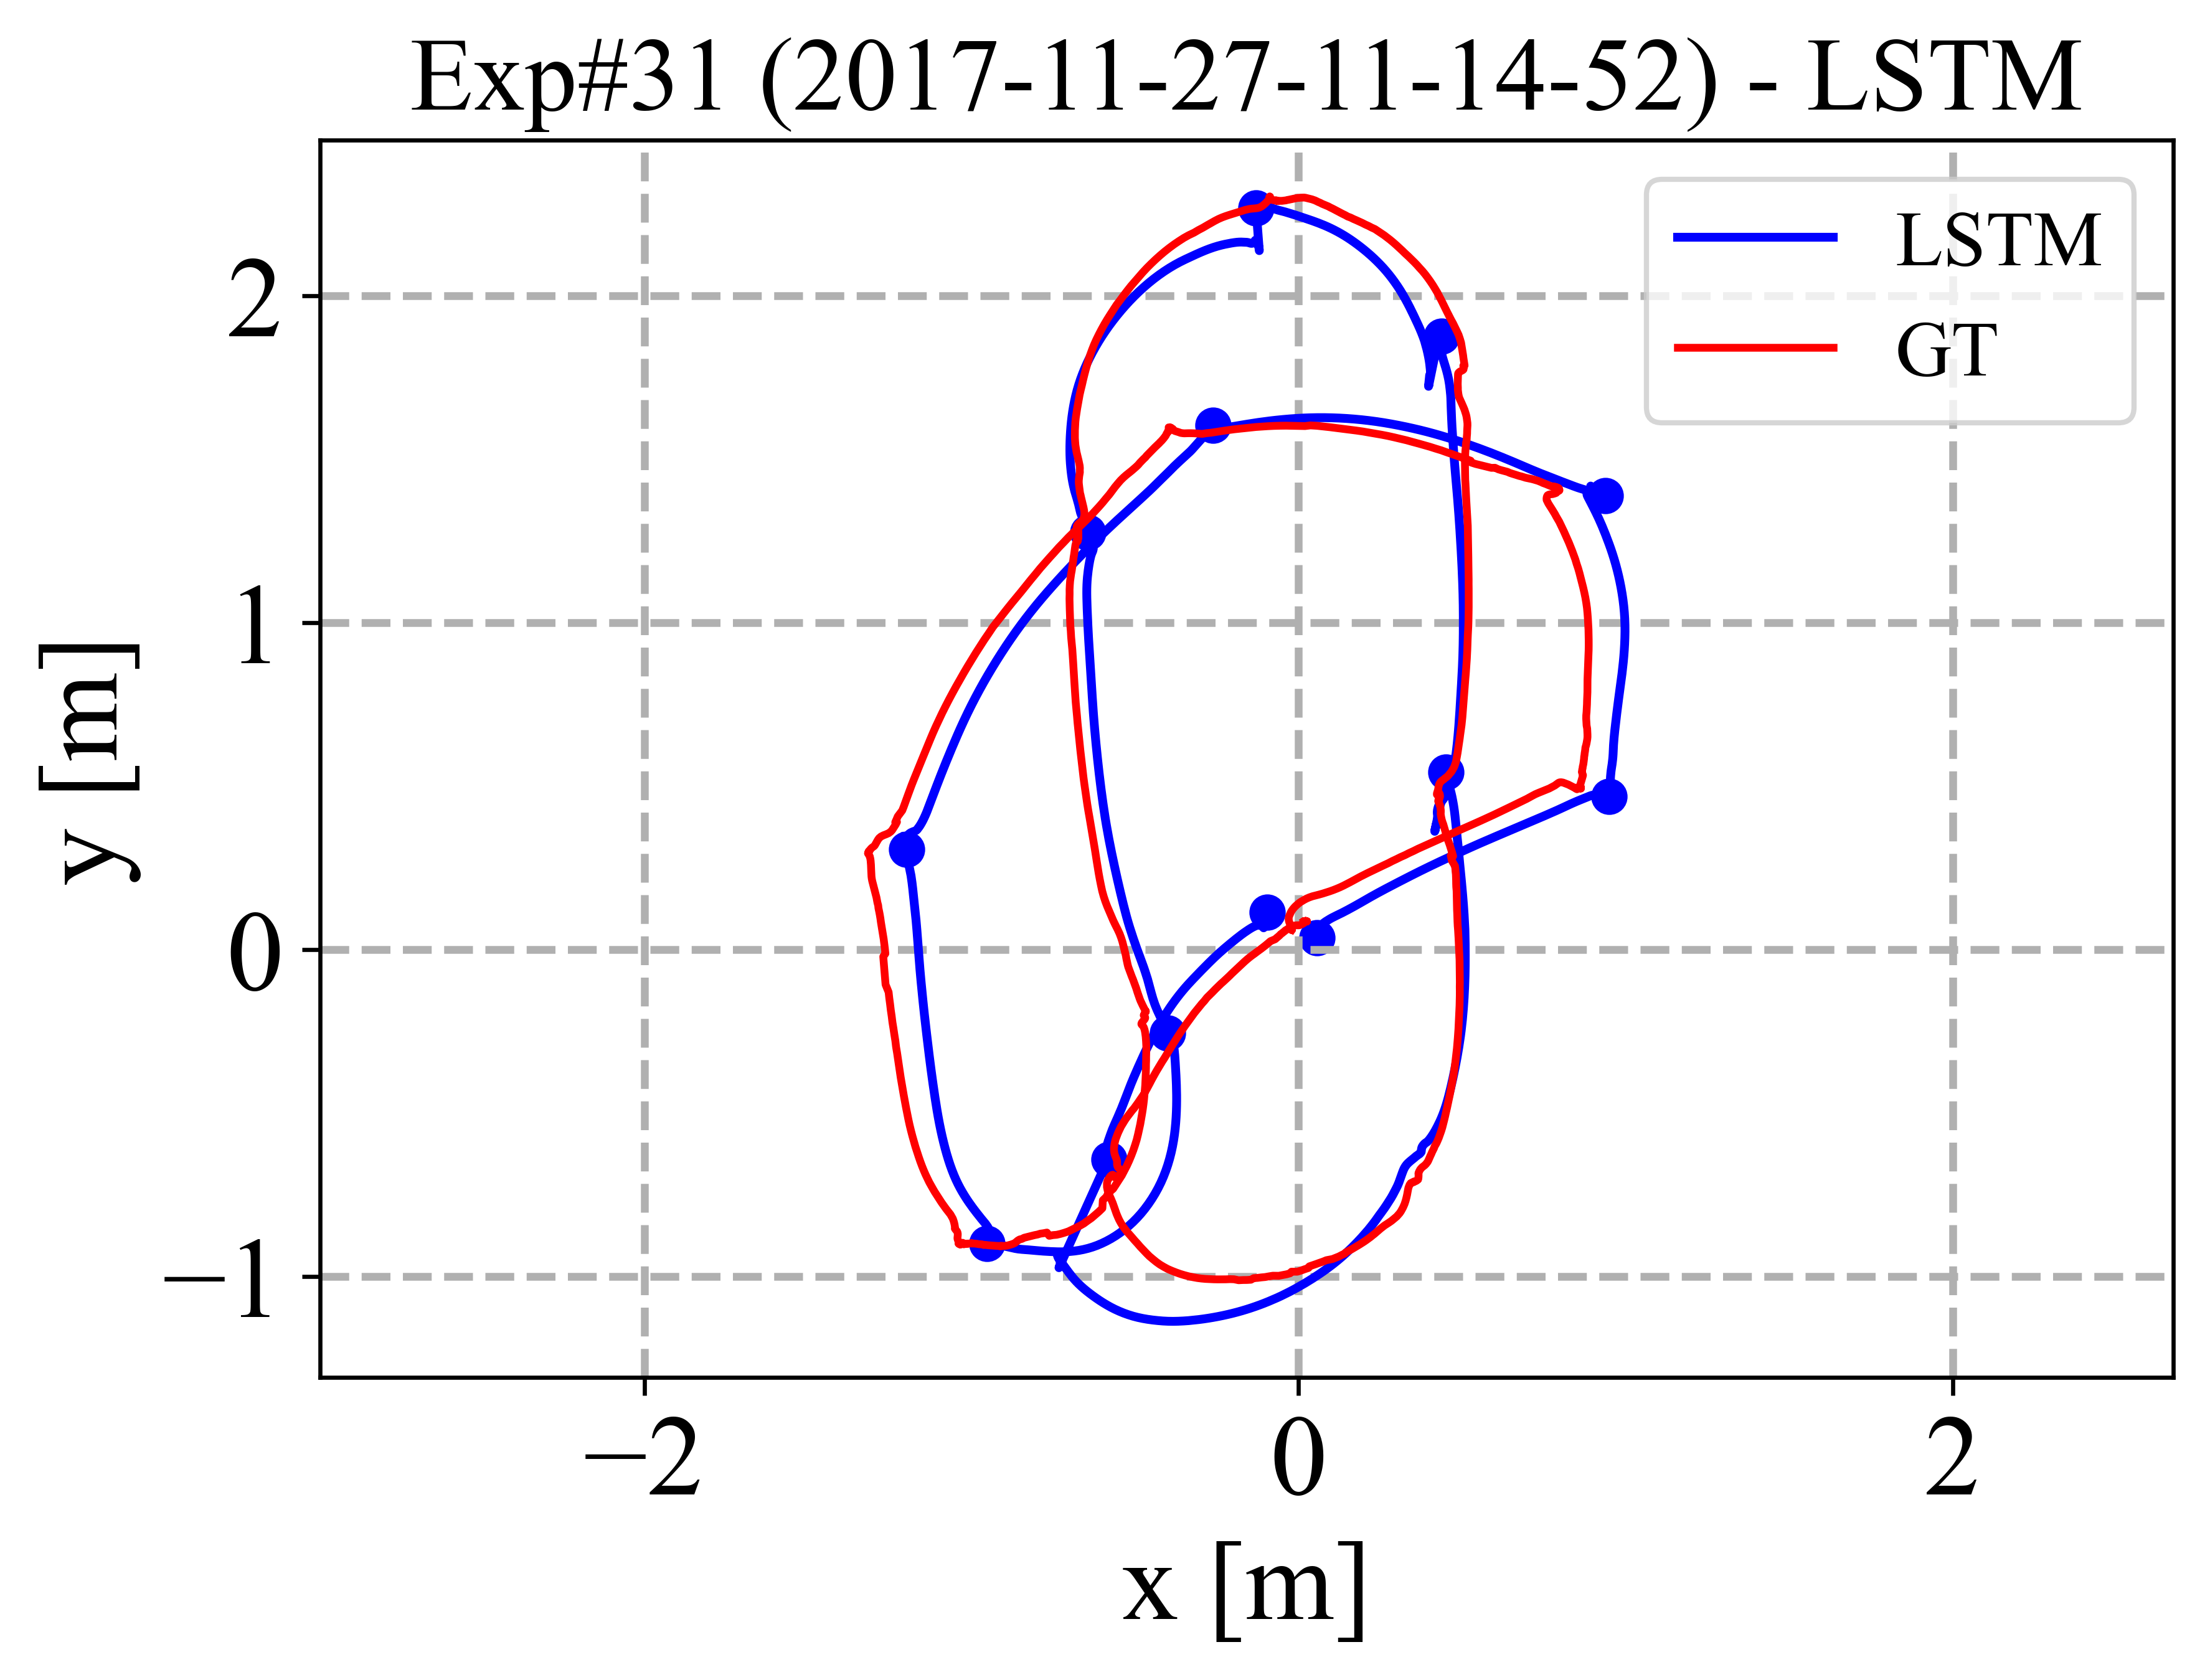 Exp#31 (2017-11-27-11-14-52) - LSTM
LSTM
GT
2
1
0
−1
y [m]
−2 0 2
x [m]